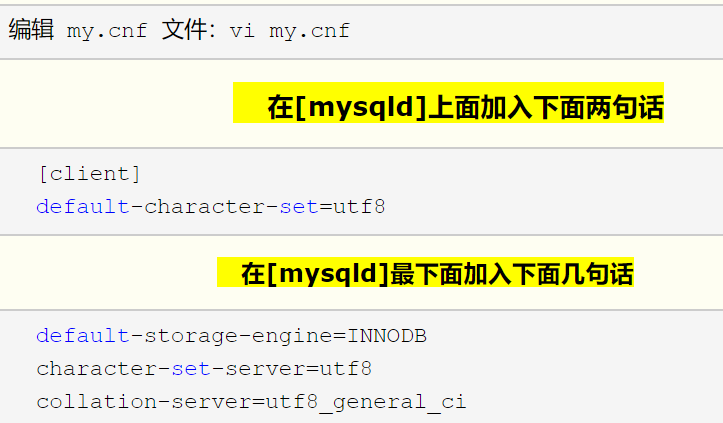 编辑 my.cnf 文件：vi my.cnf
在[mysqld]上面加入下面两句话
[client]
default-character-set=utf8
在[mysqld]最下面加入下面几句话
default-storage-engine=INNODB
character-set-server=utf8
collation-server=utf8_general_ci